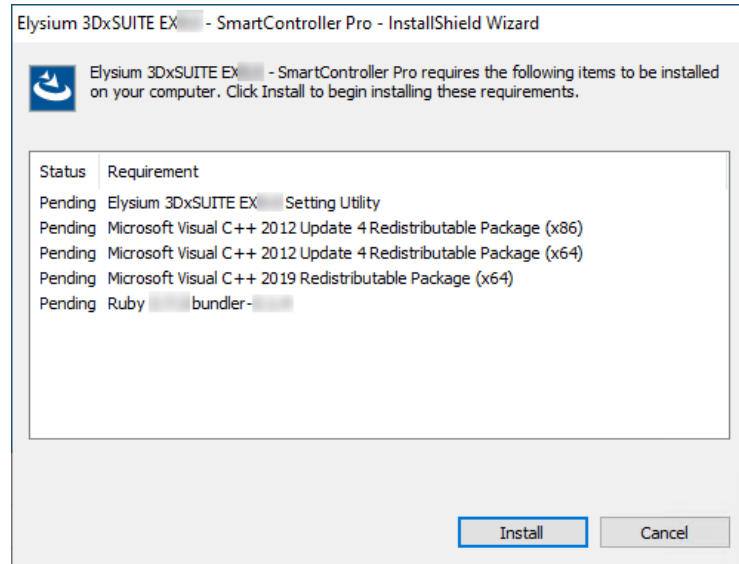 Elysium 3DxSUITE EX - SmartController Pro - InstallShield Wizard
Elysium 3DxSUITE EX - SmartController Pro requires the following items to be installed
on your computer. Click Install to begin installing these requirements.
Status Requirement
Pending Elysium 3DxSUITE EX Setting Utility
Pending Microsoft Visual C++ 2012 Update 4 Redistributable Package (x86)
Pending Microsoft Visual C++ 2012 Update 4 Redistributable Package (x64)
Pending Microsoft Visual C++ 2019 Redistributable Package (x64)
Pending Ruby bundler-
Install Cancel